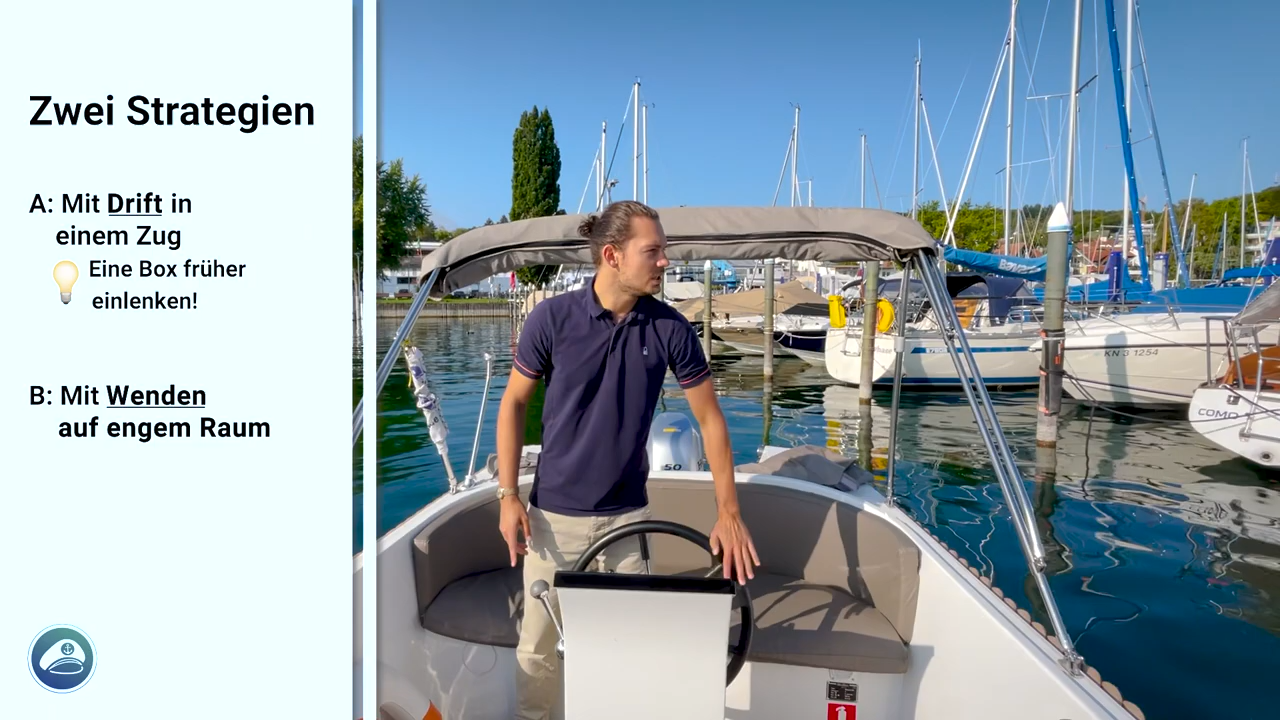 Zwei Strategien
A: Mit Drift in
einem Zug
Eine Box früher
einlenken!
B: Mit Wenden
auf engem Raum
50
KN 3 1254
COMO